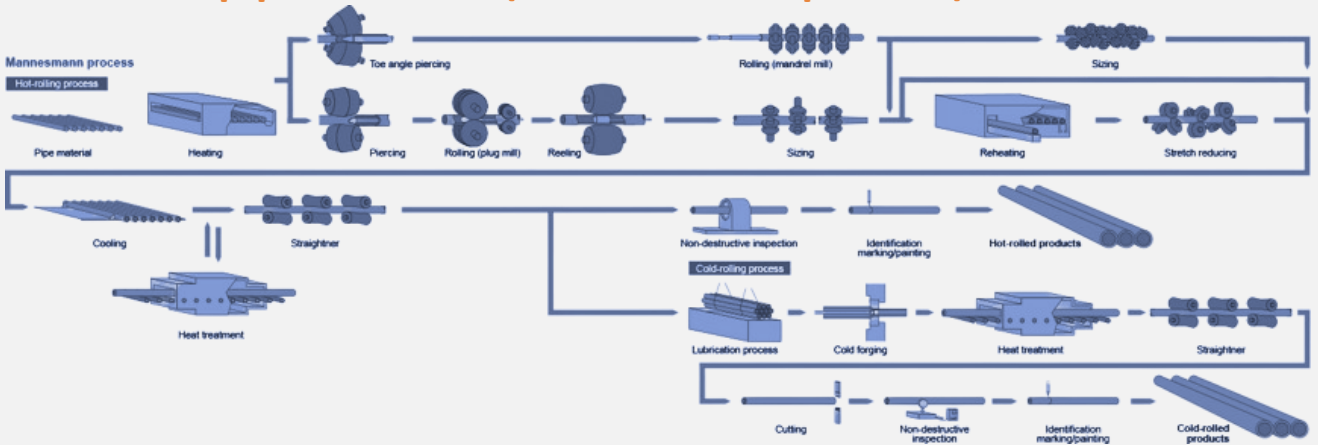 Mannesmann process
Hot-rolling process
Pipe material
Heating
Toe angle piercing
Rolling (mandrel mill)
Sizing
Piercing
Rolling (plug mill)
Reeling
Sizing
Reheating
Stretch reducing
Cooling
Straightner
Heat treatment
Non-destructive inspection
Identification
marking/painting
Hot-rolled products
Cold-rolling process
Lubrication process
Cold forging
Heat treatment
Straightner
Cutting
Non-destructive
inspection
Identification
marking/painting
Cold-rolled
products